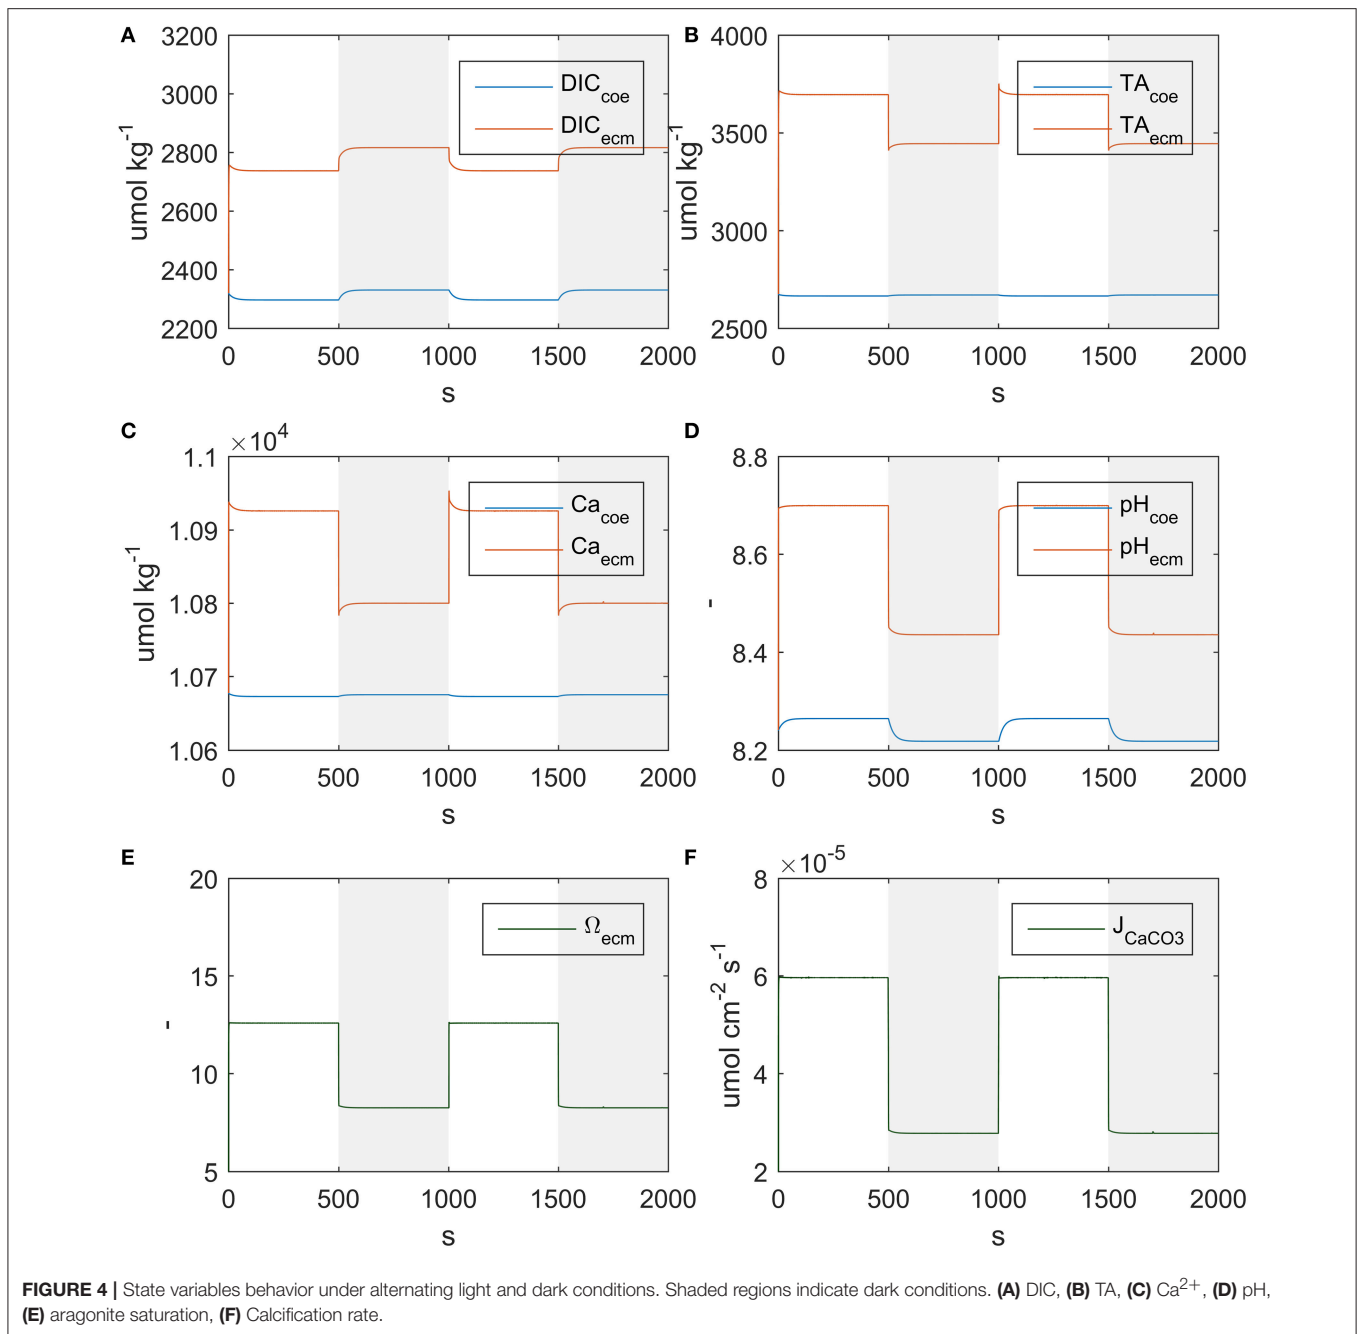 A
3200
3000
2800
2600
2400
2200
umol kg-1
DICcoe
DICecm
0 500 1000 1500 2000
s
B
4000
3500
3000
2500
umol kg-1
TAcoe
TAecm
0 500 1000 1500 2000
s
C
×10^4
1.1
1.09
1.08
1.07
1.06
umol kg-1
Cacoe
Caecm
0 500 1000 1500 2000
s
D
8.8
8.6
8.4
8.2
-
pHcoe
pHecm
0 500 1000 1500 2000
s
E
20
15
10
5
-
Ωecm
0 500 1000 1500 2000
s
F
×10-5
8
6
4
2
umol cm-2 s-1
JCaCO3
0 500 1000 1500 2000
s
FIGURE 4 | State variables behavior under alternating light and dark conditions. Shaded regions indicate dark conditions. (A) DIC, (B) TA, (C) Ca2+, (D) pH,
(E) aragonite saturation, (F) Calcification rate.